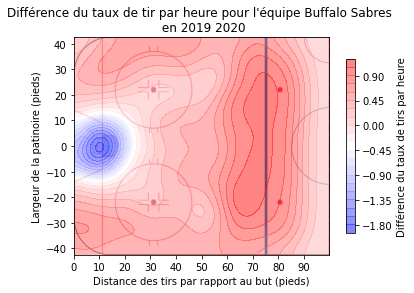 Différence du taux de tir par heure pour l'équipe Buffalo Sabres
en 2019 2020
Largeur de la patinoire (pieds)
40
30
20
10
0
−10
−20
−30
−40
0 10 20 30 40 50 60 70 80 90
Distance des tirs par rapport au but (pieds)
0.90
0.45
0.00
−0.45
−0.90
−1.35
−1.80
Différence du taux de tir par heure